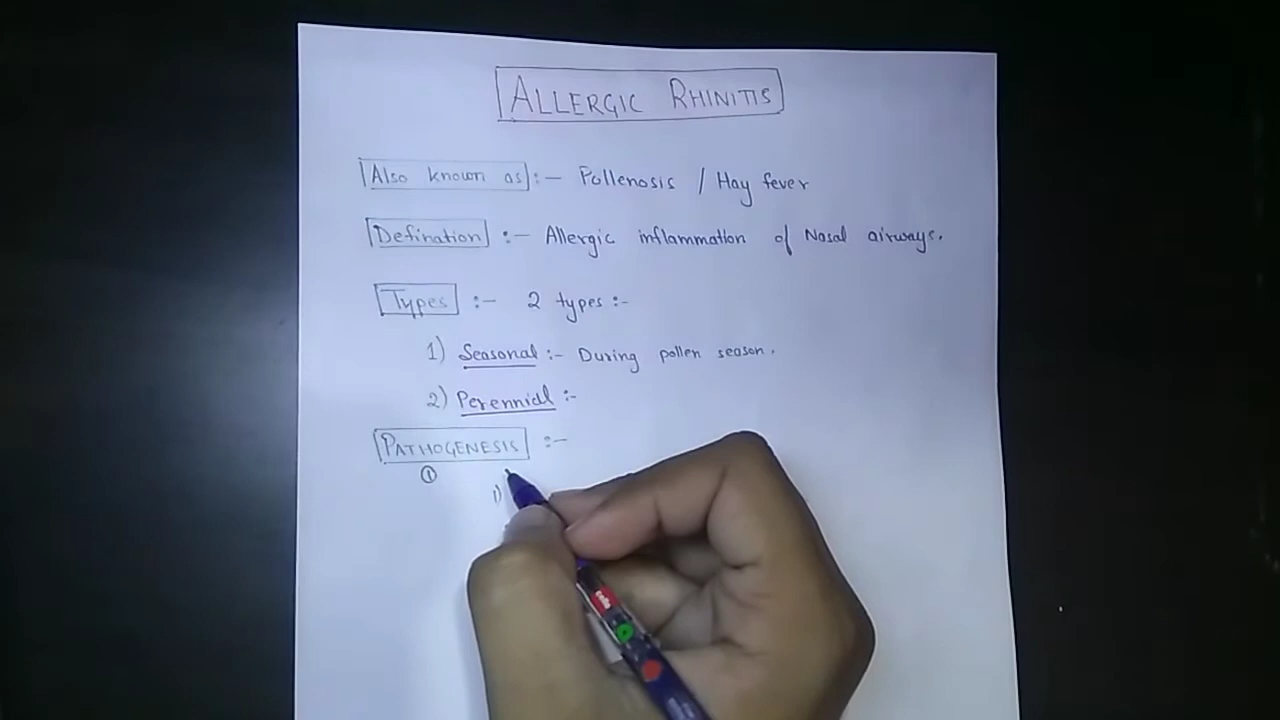 ALLERGIC RHINITIS
Also known as :- Pollenosis / Hay fever
Defination :- Allergic inflammation of Nasal airways.
Types :- 2 types :-
1) Seasonal :- During pollen season.
2) Perennial :-
PATHOGENESIS :-
①
1)